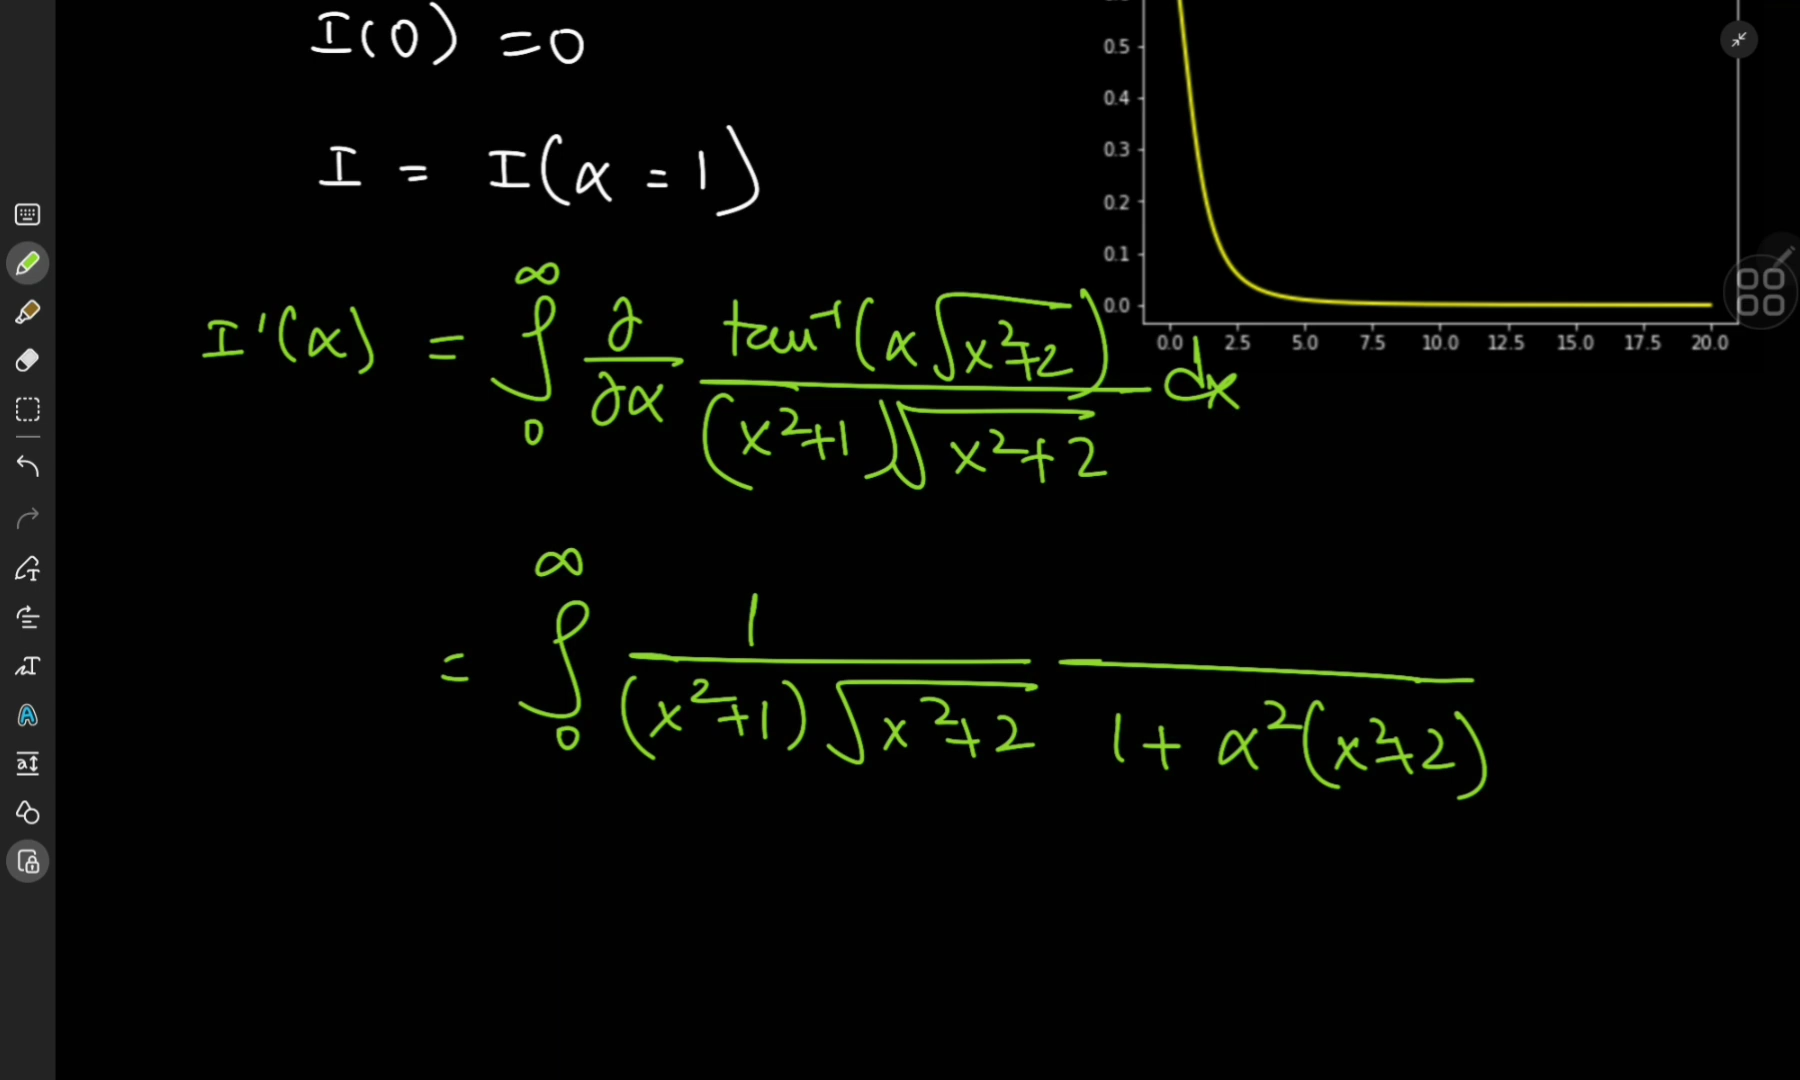 I(0) = 0
0.5
0.4
I = I(α = 1)
0.3
0.2
0.1
0.0
0.0 2.5 5.0 7.5 10.0 12.5 15.0 17.5 20.0
I'(α) = ∫₀^∞ ∂/∂α tan⁻¹(α√(x²+2)) / ((x²+1)√(x²+2)) dx
= ∫₀^∞ 1/((x²+1)√(x²+2)) —/(1 + α²(x²+2))